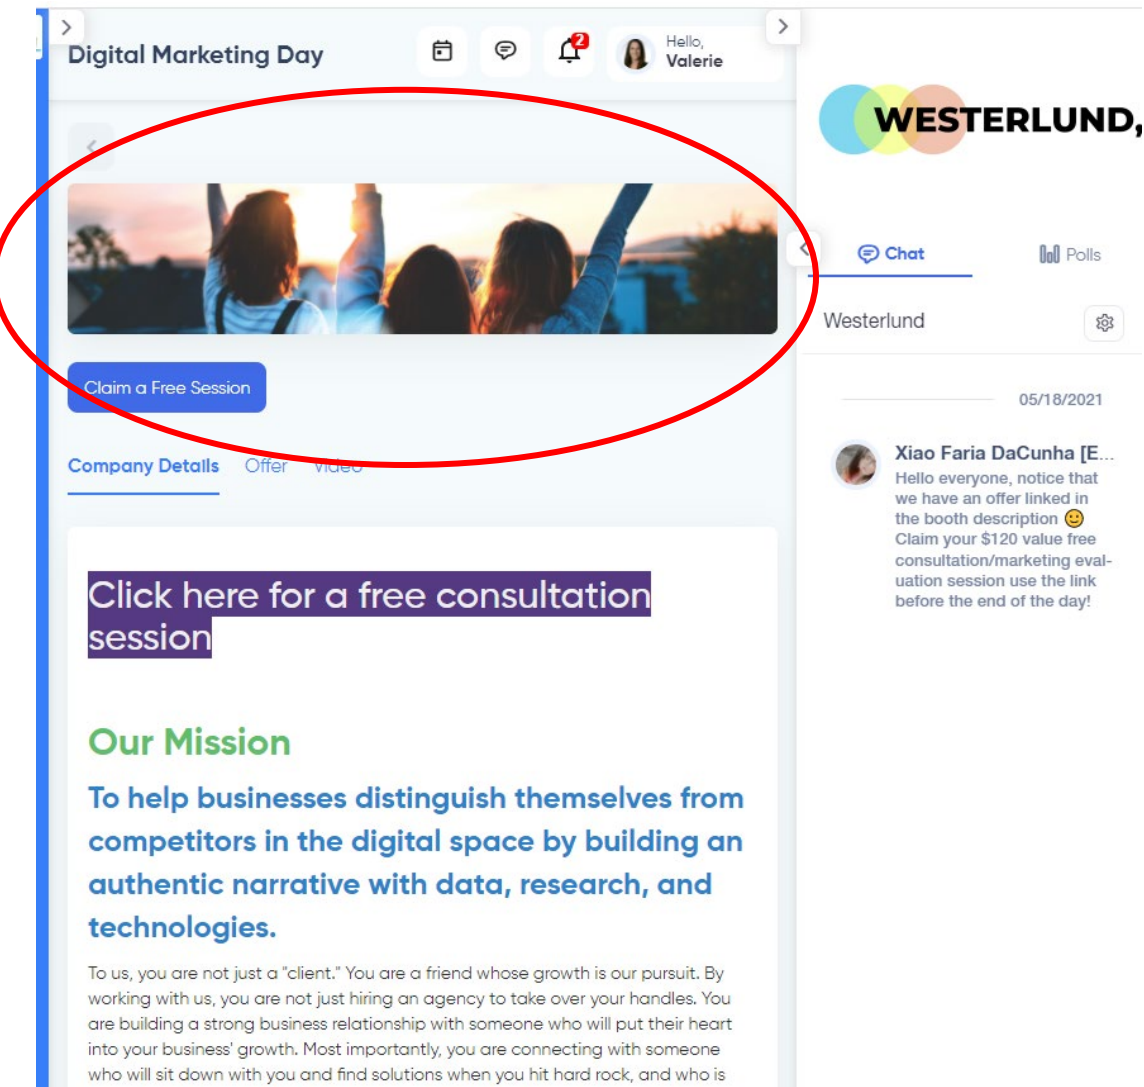 Digital Marketing Day
2
Hello,
Valerie
WESTERLUND,
Claim a Free Session
Company Details Offer Video
Click here for a free consultation
session
Our Mission
To help businesses distinguish themselves from
competitors in the digital space by building an
authentic narrative with data, research, and
technologies.
To us, you are not just a "client." You are a friend whose growth is our pursuit. By
working with us, you are not just hiring an agency to take over your handles. You
are building a strong business relationship with someone who will put their heart
into your business' growth. Most importantly, you are connecting with someone
who will sit down with you and find solutions when you hit hard rock, and who is
Chat Polls
Westerlund
05/18/2021
Xiao Faria DaCunha [E...
Hello everyone, notice that
we have an offer linked in
the booth description 🙂
Claim your $120 value free
consultation/marketing eval-
uation session use the link
before the end of the day!